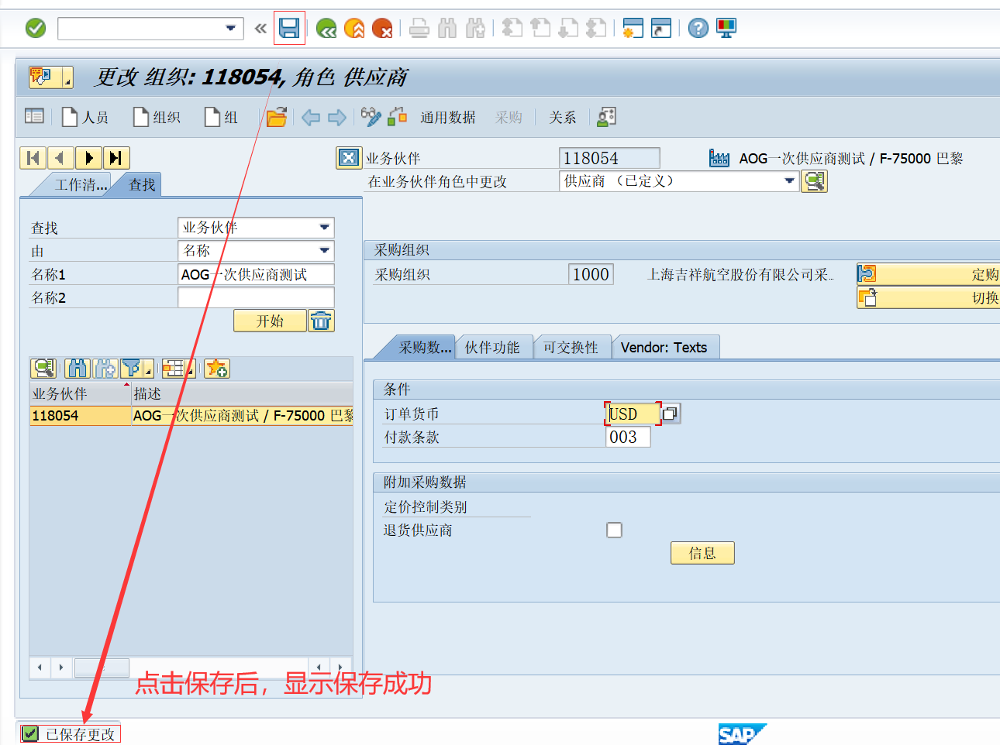 更改 组织: 118054, 角色 供应商
人员 组织 组 通用数据 采购 关系
业务伙伴 118054 AOG一次供应商测试 / F-75000 巴黎
工作清... 查找
在业务伙伴角色中更改 供应商 （已定义）
查找 业务伙伴
由 名称
名称1 AOG一次供应商测试
名称2
开始
采购组织
采购组织 1000 上海吉祥航空股份有限公司采.. 定购
切换
采购数... 伙伴功能 可交换性 Vendor: Texts
业务伙伴 描述
118054 AOG一次供应商测试 / F-75000 巴黎
条件
订单货币 USD
付款条款 003
附加采购数据
定价控制类别
退货供应商
信息
点击保存后，显示保存成功
已保存更改
SAP